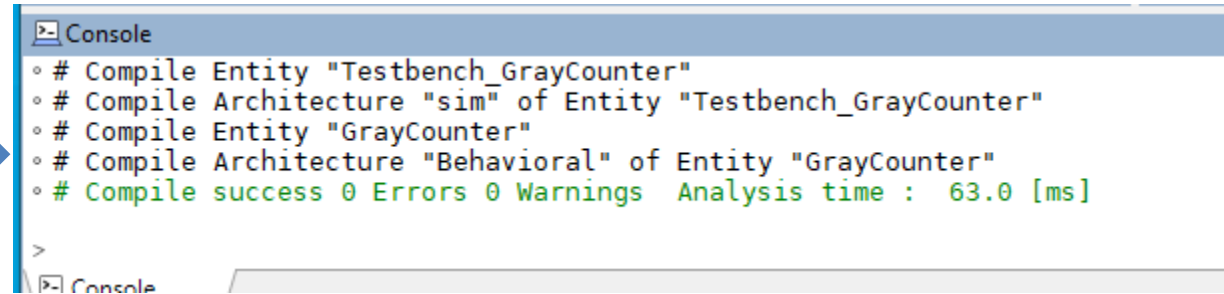 Console
# Compile Entity "Testbench_GrayCounter"
# Compile Architecture "sim" of Entity "Testbench_GrayCounter"
# Compile Entity "GrayCounter"
# Compile Architecture "Behavioral" of Entity "GrayCounter"
# Compile success 0 Errors 0 Warnings  Analysis time :  63.0 [ms]
>
Console